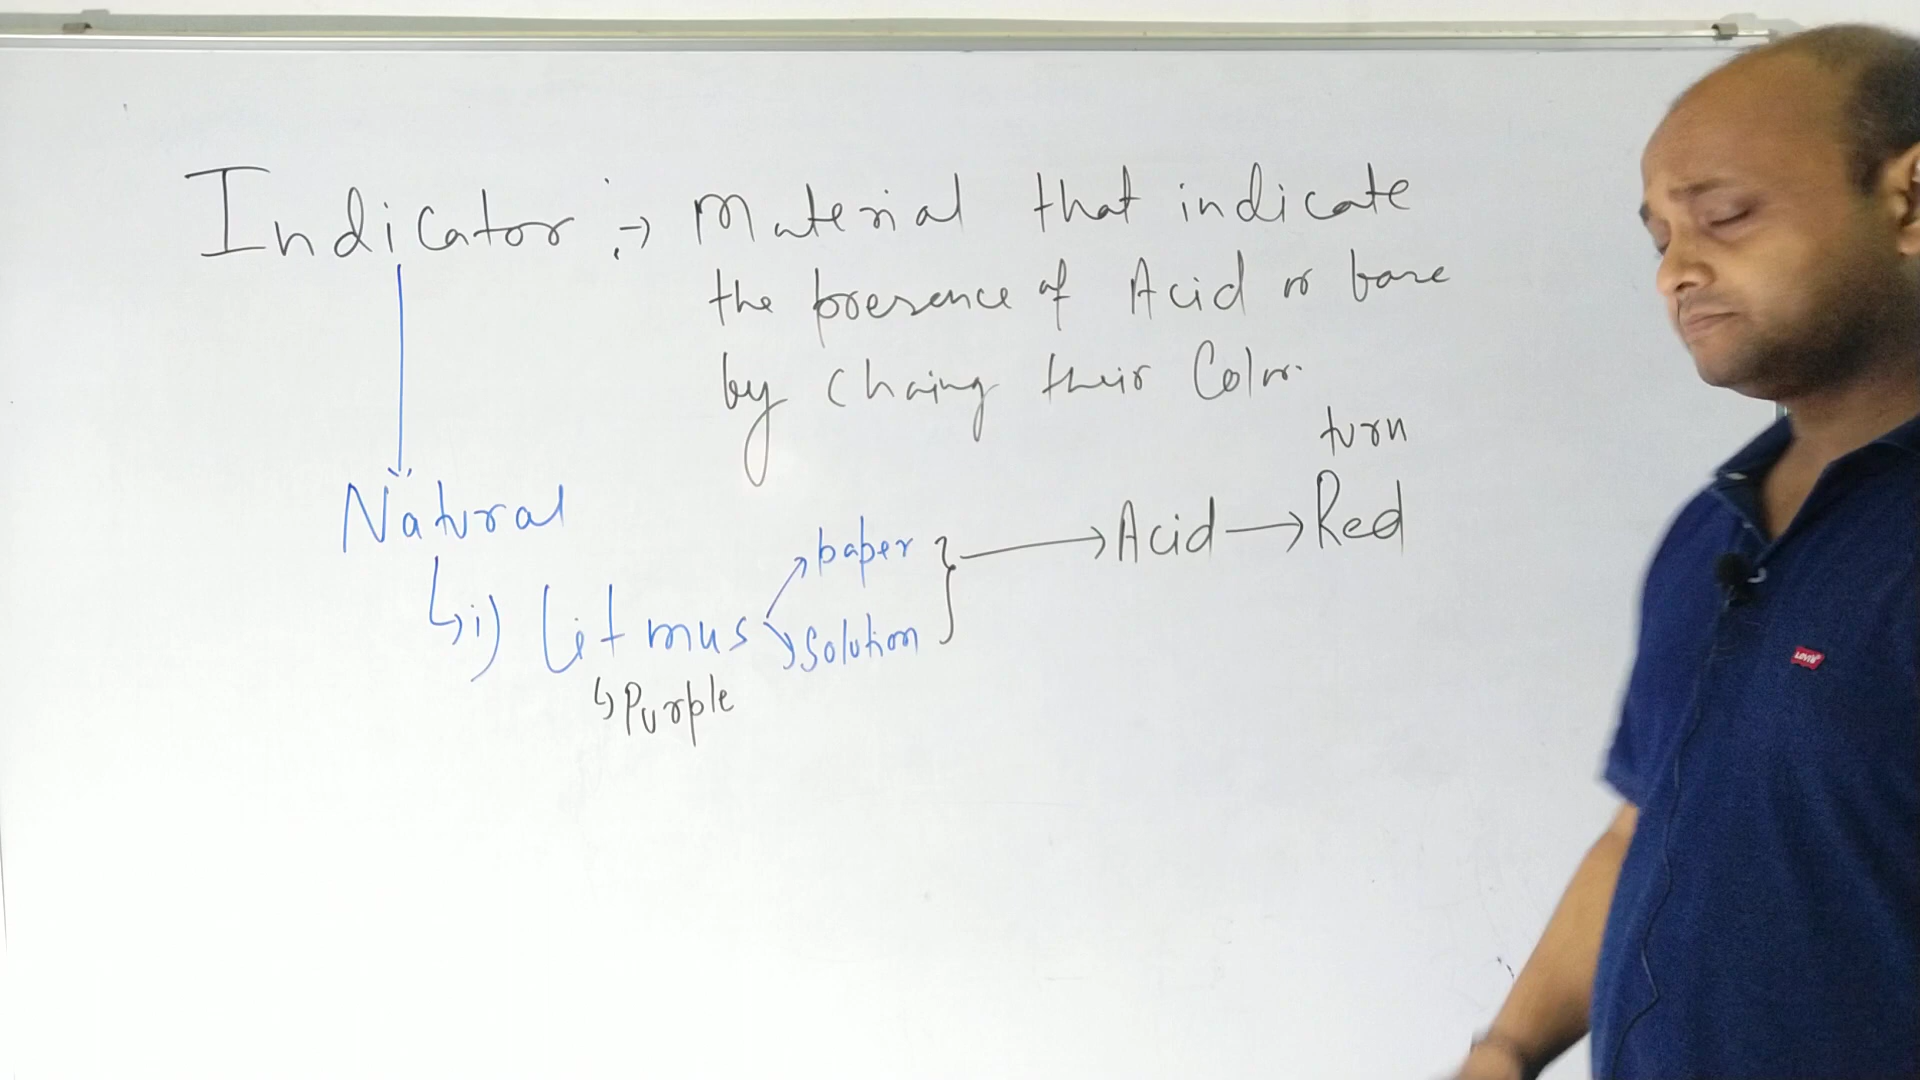 Indicator :→ Material that indicate
the presence of Acid or base
by Chaing their Color.
turn
Natural
↳ i) Litmus → paper → Acid → Red
→ Solution
↳ Purple
Levi's